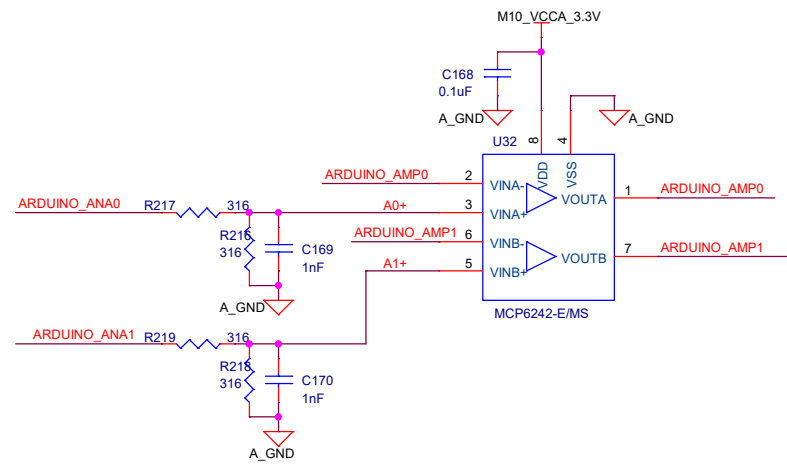 M10_VCCA_3.3V
C168
0.1uF
A_GND
A_GND
U32
8
4
VDD
VSS
ARDUINO_AMP0
2
VINA-
1
ARDUINO_AMP0
VOUTA
ARDUINO_ANA0
R217
316
A0+
3
VINA+
R216
316
C169
1nF
ARDUINO_AMP1
6
VINB-
7
ARDUINO_AMP1
VOUTB
A1+
5
VINB+
A_GND
MCP6242-E/MS
ARDUINO_ANA1
R219
316
R218
316
C170
1nF
A_GND